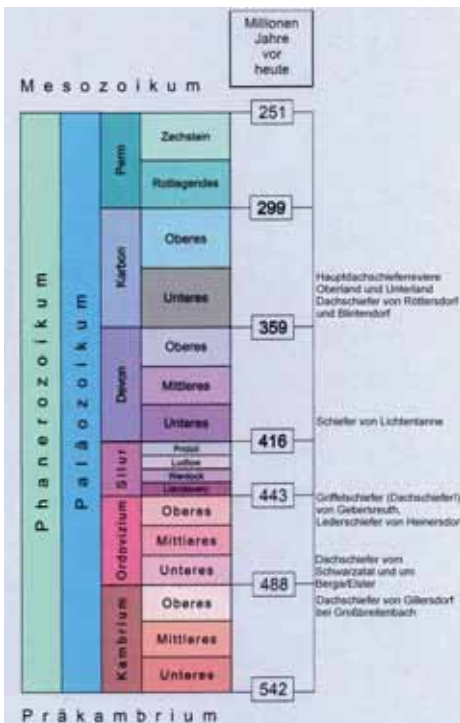 Millionen
Jahre
vor
heute
Mesozoikum
Phanerozoikum
Paläozoikum
Perm
Zechstein
Rotliegendes
Karbon
Oberes
Unteres
Devon
Oberes
Mittleres
Unteres
Silur
Ludlow
Wenlock
Llandovery
Ordovizium
Oberes
Mittleres
Unteres
Kambrium
Oberes
Mittleres
Unteres
Präkambrium
251
299
359
416
443
488
542
Hauptdachschieferreviere
Oberland und Unterland
Dachschiefer von Röttersdorf
und Blintendorf
Schiefer von Lichtentanne
Griffelschiefer (Dachschiefer!)
von Gebersreuth,
Lederschiefer von Heinersdorf
Dachschiefer vom
Schwarzatal und um
Berga/Elster
Dachschiefer von Gillersdorf
bei Großbreitenbach